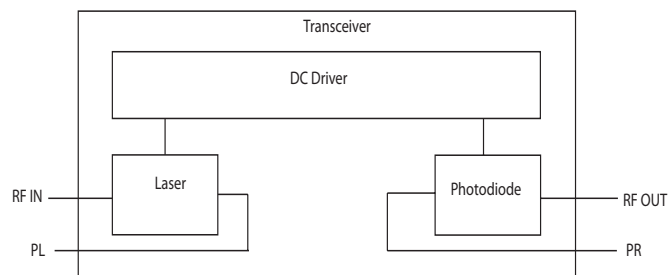 Transceiver
DC Driver
Laser
Photodiode
RF IN
RF OUT
PL
PR